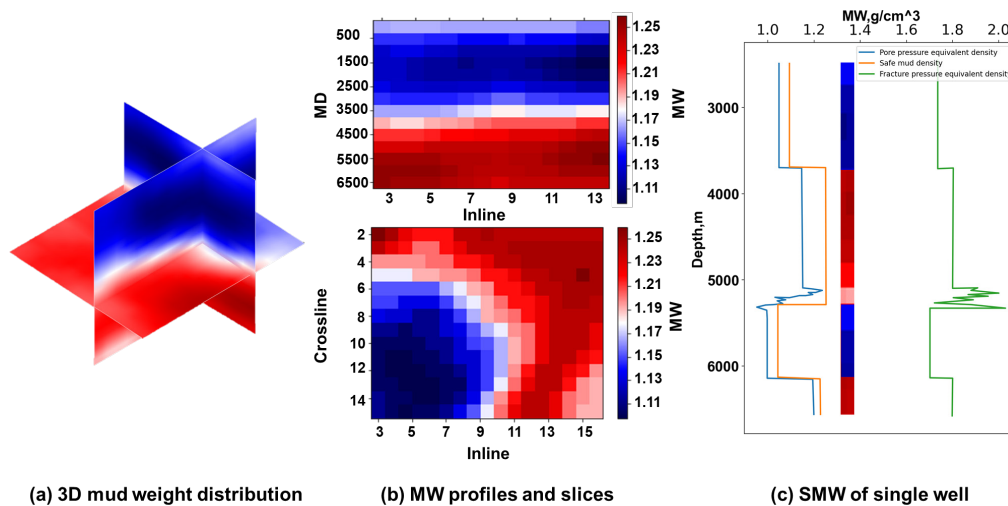 500
1500
2500
MD
3500
4500
5500
6500
3 5 7 9 11 13
Inline
1.25
1.23
1.21
1.19
1.17
1.15
1.13
1.11
MW
2
4
6
8
10
12
14
Crossline
3 5 7 9 11 13 15
Inline
1.25
1.23
1.21
1.19
1.17
1.15
1.13
1.11
MW
MW,g/cm^3
1.0 1.2 1.8 2.0
Pore pressure equivalent density
Safe mud density
Fracture pressure equivalent density
3000
4000
5000
6000
Depth,m
(a) 3D mud weight distribution
(b) MW profiles and slices
(c) SMW of single well